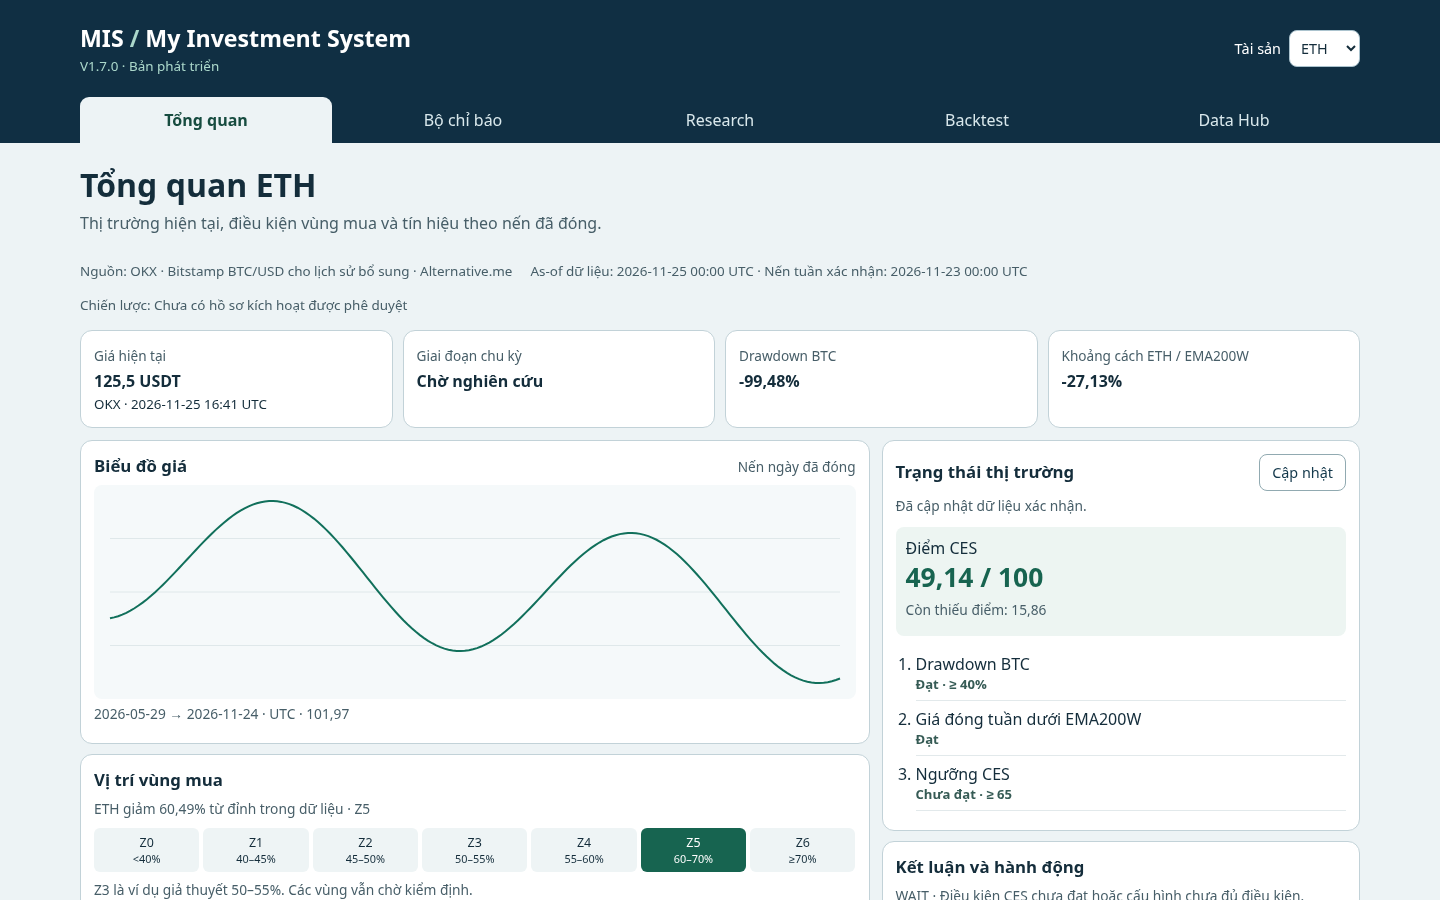 MIS / My Investment System
V1.7.0 · Bản phát triển
Tài sản
ETH
Tổng quan
Bộ chỉ báo
Research
Backtest
Data Hub
Tổng quan ETH
Thị trường hiện tại, điều kiện vùng mua và tín hiệu theo nến đã đóng.
Nguồn: OKX · Bitstamp BTC/USD cho lịch sử bổ sung · Alternative.me
As-of dữ liệu: 2026-11-25 00:00 UTC · Nến tuần xác nhận: 2026-11-23 00:00 UTC
Chiến lược: Chưa có hồ sơ kích hoạt được phê duyệt
Giá hiện tại
125,5 USDT
OKX · 2026-11-25 16:41 UTC
Giai đoạn chu kỳ
Chờ nghiên cứu
Drawdown BTC
-99,48%
Khoảng cách ETH / EMA200W
-27,13%
Biểu đồ giá
Nến ngày đã đóng
2026-05-29 → 2026-11-24 · UTC · 101,97
Vị trí vùng mua
ETH giảm 60,49% từ đỉnh trong dữ liệu · Z5
Z0
<40%
Z1
40–45%
Z2
45–50%
Z3
50–55%
Z4
55–60%
Z5
60–70%
Z6
≥70%
Z3 là ví dụ giả thuyết 50–55%. Các vùng vẫn chờ kiểm định.
Trạng thái thị trường
Cập nhật
Đã cập nhật dữ liệu xác nhận.
Điểm CES
49,14 / 100
Còn thiếu điểm: 15,86
1. Drawdown BTC
Đạt · ≥ 40%
2. Giá đóng tuần dưới EMA200W
Đạt
3. Ngưỡng CES
Chưa đạt · ≥ 65
Kết luận và hành động
WAIT · Điều kiện CES chưa đạt hoặc cấu hình chưa đủ điều kiện.